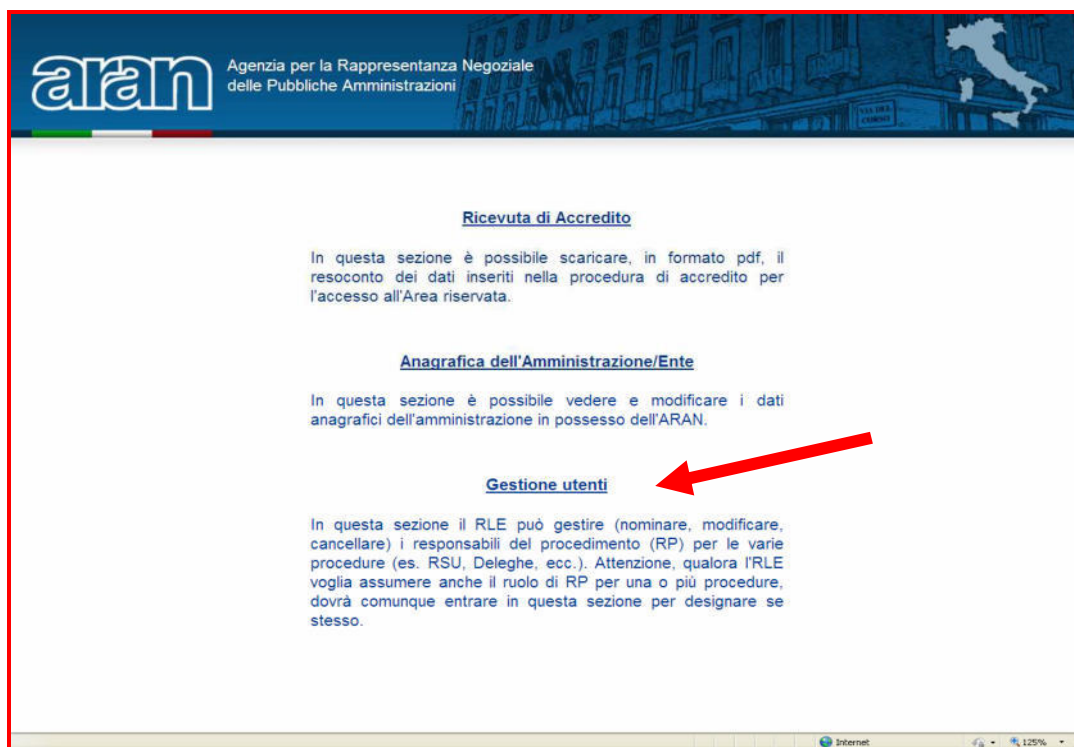 aran
Agenzia per la Rappresentanza Negoziale
delle Pubbliche Amministrazioni
VIA DEL
CORSO
Ricevuta di Accredito
In questa sezione è possibile scaricare, in formato pdf, il
resoconto dei dati inseriti nella procedura di accredito per
l'accesso all'Area riservata.
Anagrafica dell'Amministrazione/Ente
In questa sezione è possibile vedere e modificare i dati
anagrafici dell'amministrazione in possesso dell'ARAN.
Gestione utenti
In questa sezione il RLE può gestire (nominare, modificare,
cancellare) i responsabili del procedimento (RP) per le varie
procedure (es. RSU, Deleghe, ecc.). Attenzione, qualora l'RLE
voglia assumere anche il ruolo di RP per una o più procedure,
dovrà comunque entrare in questa sezione per designare se
stesso.
Internet
125%